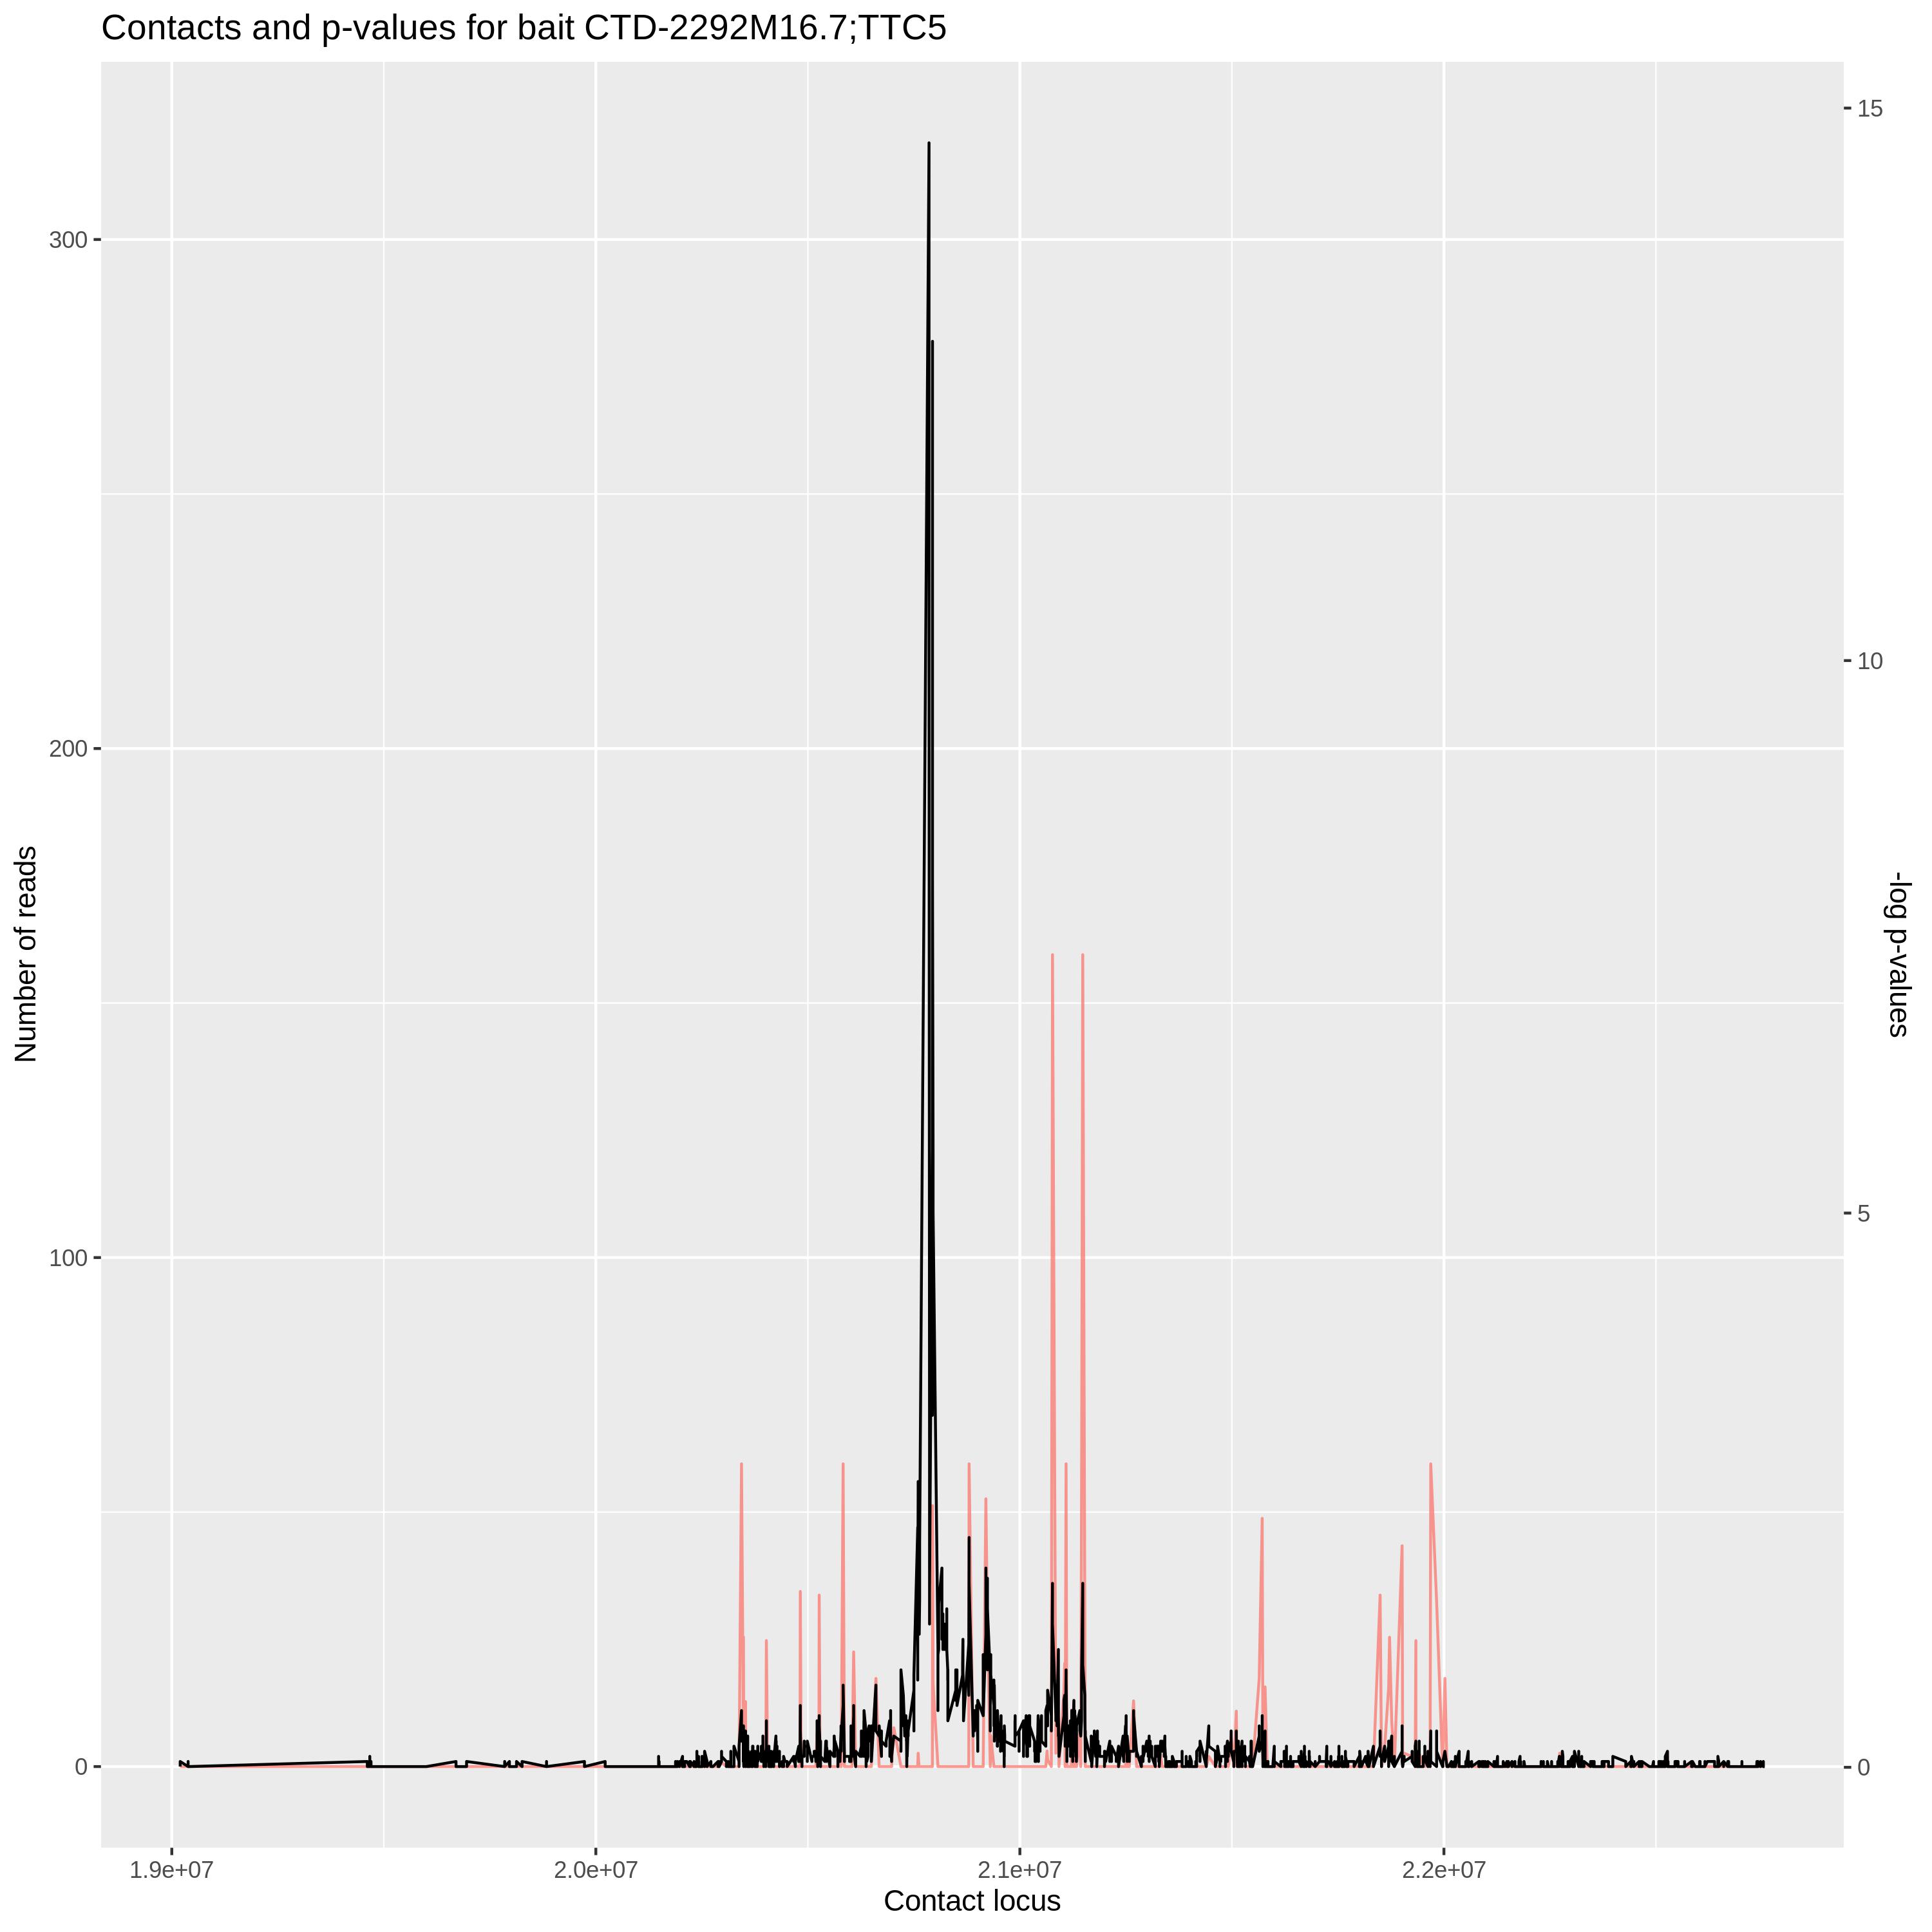 Contacts and p-values for bait CTD-2292M16.7;TTC5
300
200
100
0
Number of reads
15
10
5
0
-log p-values
1.9e+07
2.0e+07
2.1e+07
2.2e+07
Contact locus